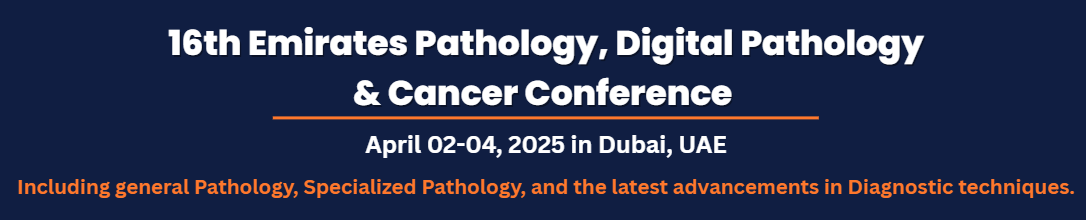 16th Emirates Pathology, Digital Pathology
& Cancer Conference
April 02-04, 2025 in Dubai, UAE
Including general Pathology, Specialized Pathology, and the latest advancements in Diagnostic techniques.